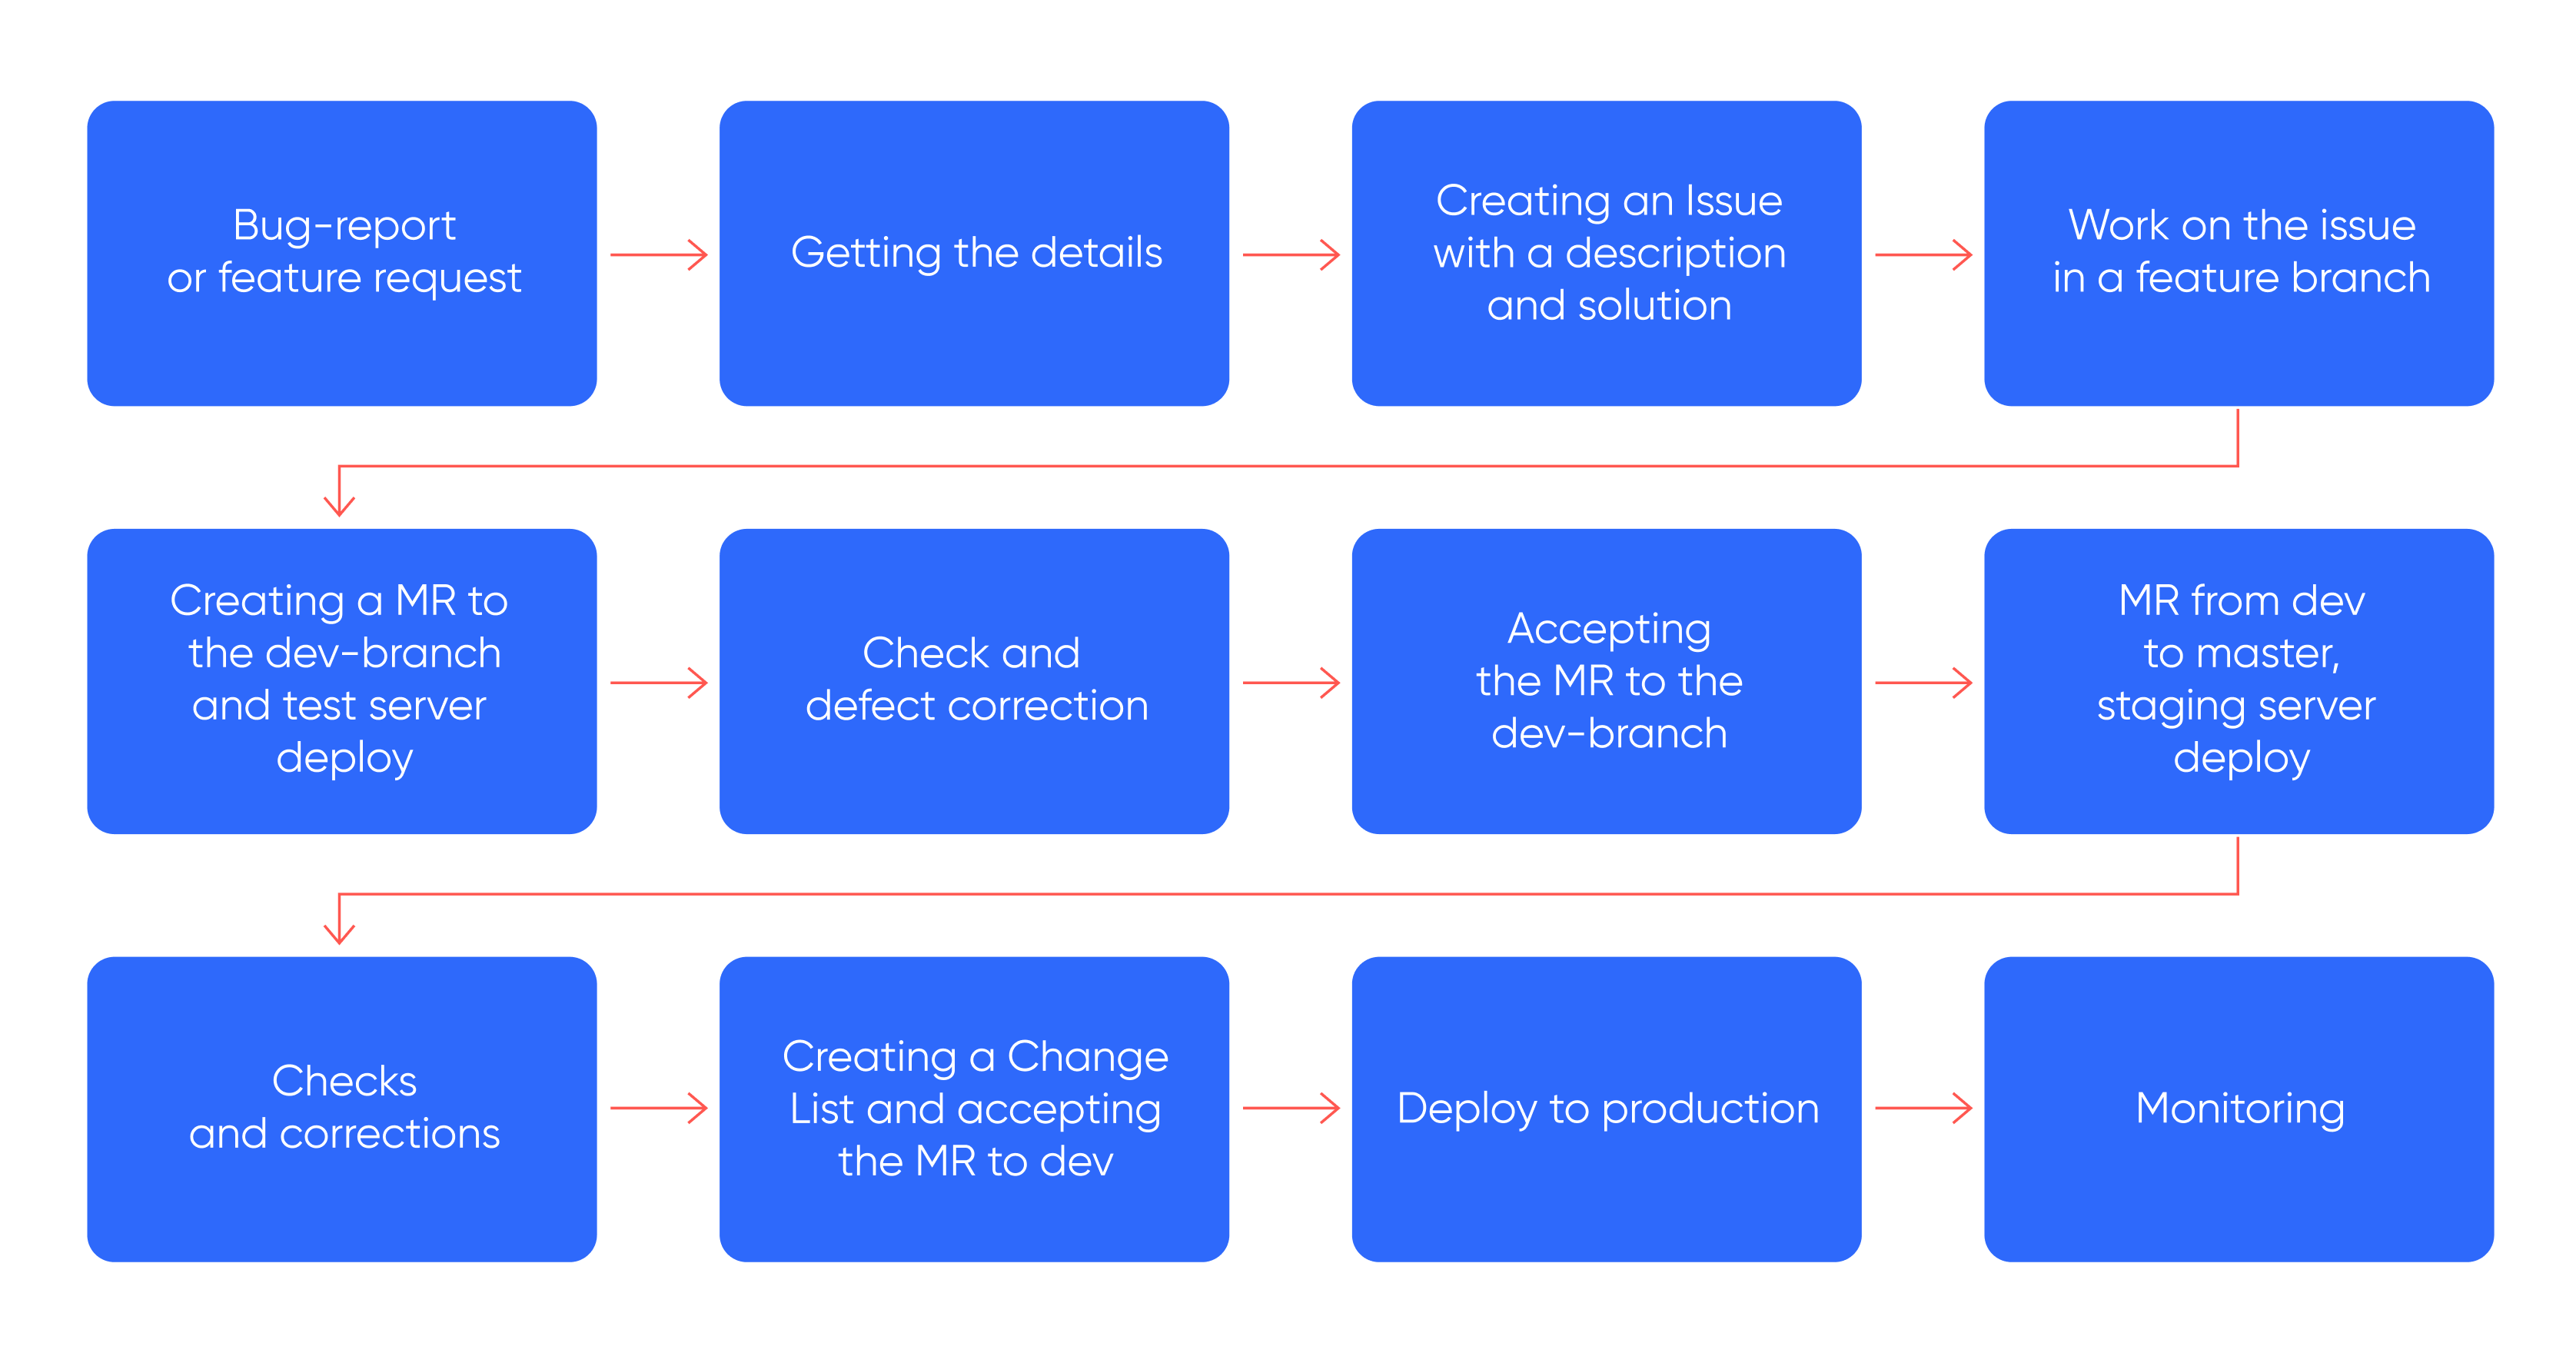 Bug-report
or feature request
Getting the details
Creating an Issue
with a description
and solution
Work on the issue
in a feature branch
Creating a MR to
the dev-branch
and test server
deploy
Check and
defect correction
Accepting
the MR to the
dev-branch
MR from dev
to master,
staging server
deploy
Checks
and corrections
Creating a Change
List and accepting
the MR to dev
Deploy to production
Monitoring